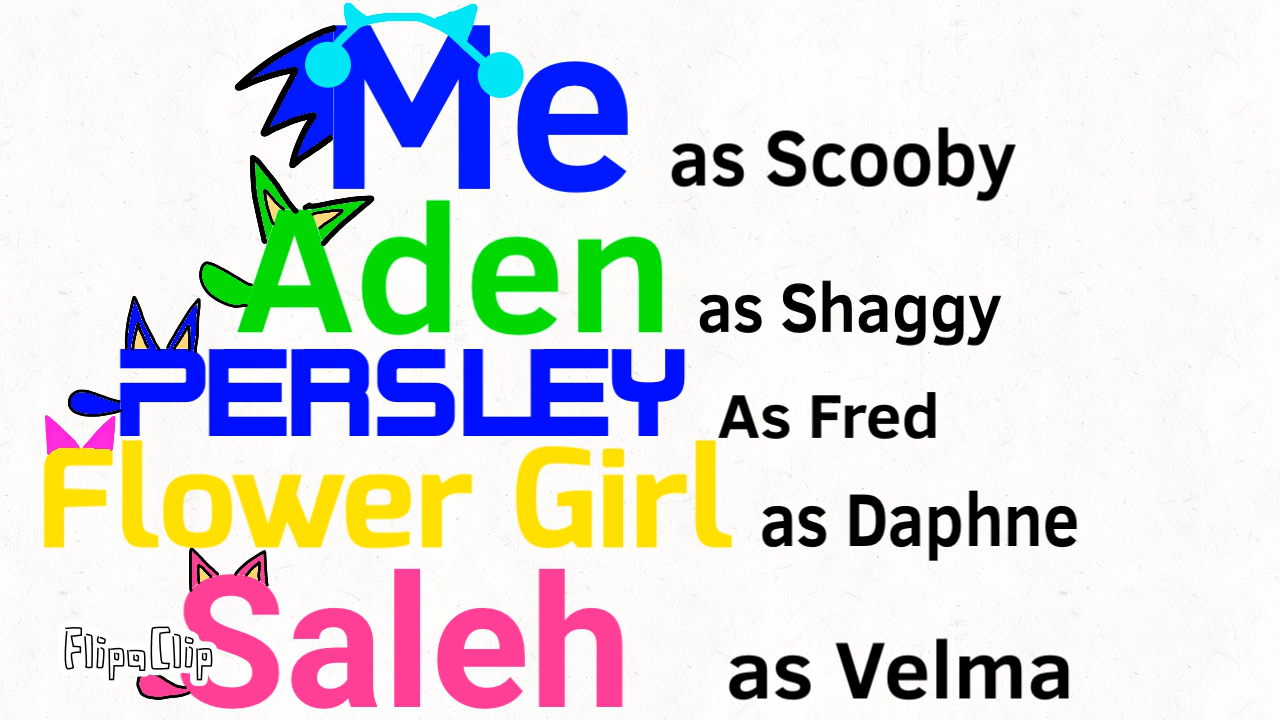 Me as Scooby
Aden as Shaggy
PERSLEY As Fred
Flower Girl as Daphne
Saleh as Velma
FlipaClip